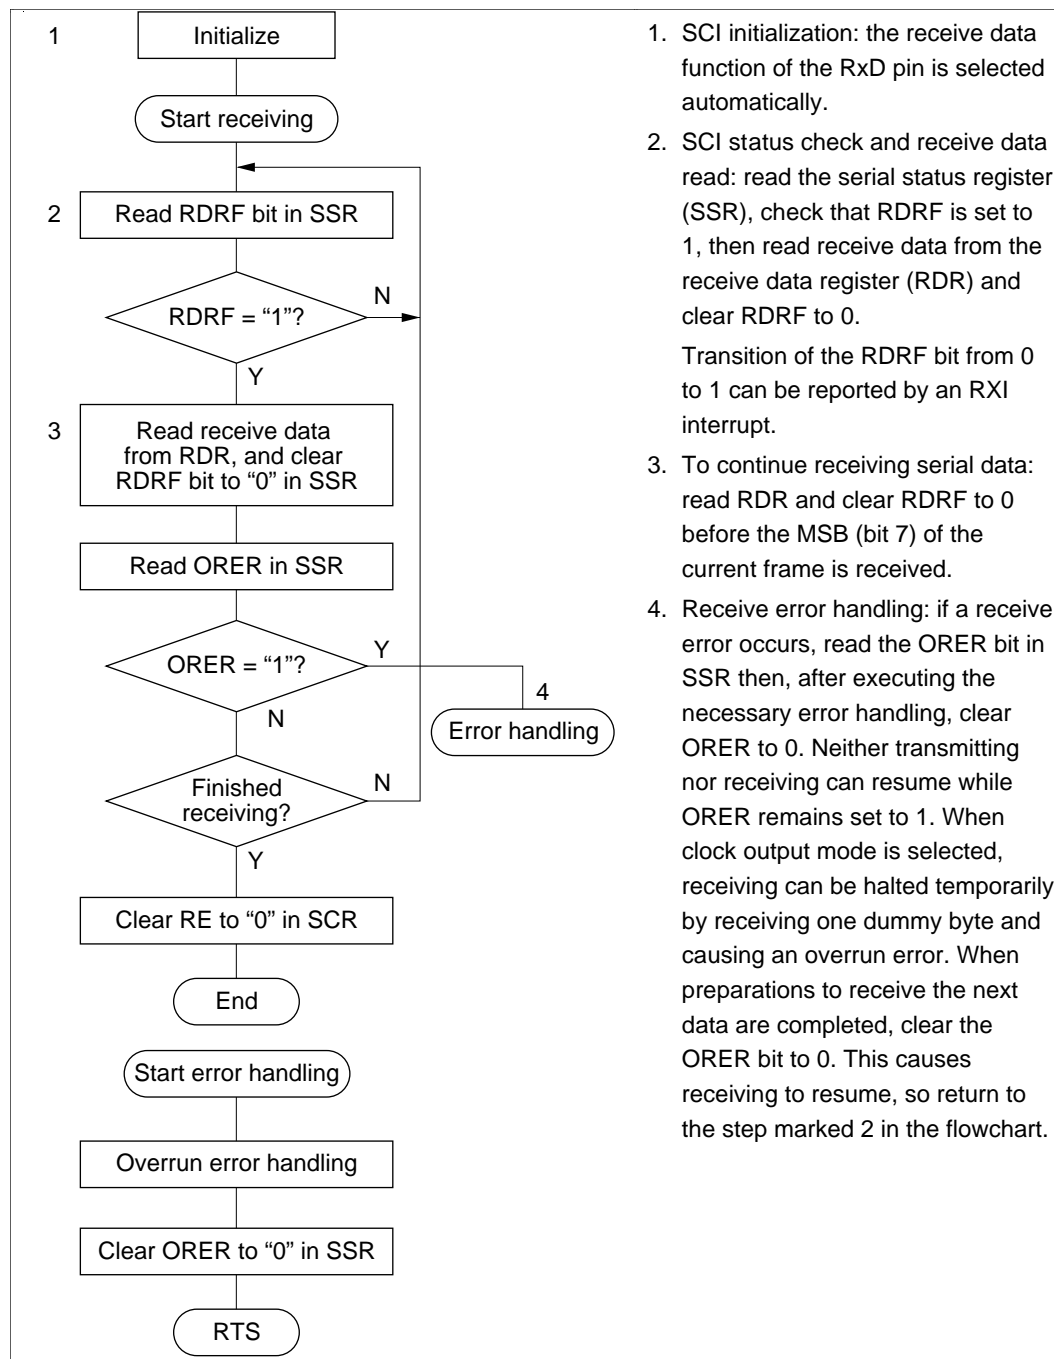 1
Initialize
Start receiving
2
Read RDRF bit in SSR
RDRF = “1”?
N
Y
3
Read receive data
from RDR, and clear
RDRF bit to “0” in SSR
Read ORER in SSR
ORER = “1”?
Y
N
4
Error handling
Finished
receiving?
N
Y
Clear RE to “0” in SCR
End
Start error handling
Overrun error handling
Clear ORER to “0” in SSR
RTS
1. SCI initialization: the receive data
function of the RxD pin is selected
automatically.
2. SCI status check and receive data
read: read the serial status register
(SSR), check that RDRF is set to
1, then read receive data from the
receive data register (RDR) and
clear RDRF to 0.
Transition of the RDRF bit from 0
to 1 can be reported by an RXI
interrupt.
3. To continue receiving serial data:
read RDR and clear RDRF to 0
before the MSB (bit 7) of the
current frame is received.
4. Receive error handling: if a receive
error occurs, read the ORER bit in
SSR then, after executing the
necessary error handling, clear
ORER to 0. Neither transmitting
nor receiving can resume while
ORER remains set to 1. When
clock output mode is selected,
receiving can be halted temporarily
by receiving one dummy byte and
causing an overrun error. When
preparations to receive the next
data are completed, clear the
ORER bit to 0. This causes
receiving to resume, so return to
the step marked 2 in the flowchart.